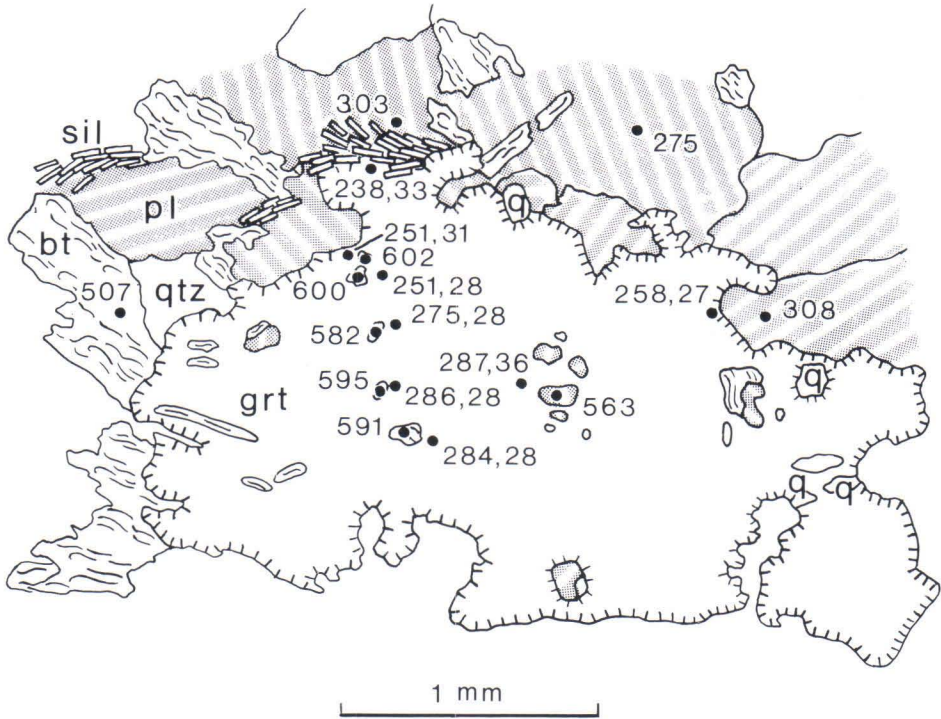 303
sil
275
238,33
q
pl
251,31
bt
602
507
qtz
600
251,28
258,27
275,28
308
582
287,36
595
q
grt
286,28
563
591
284,28
q
q
1 mm